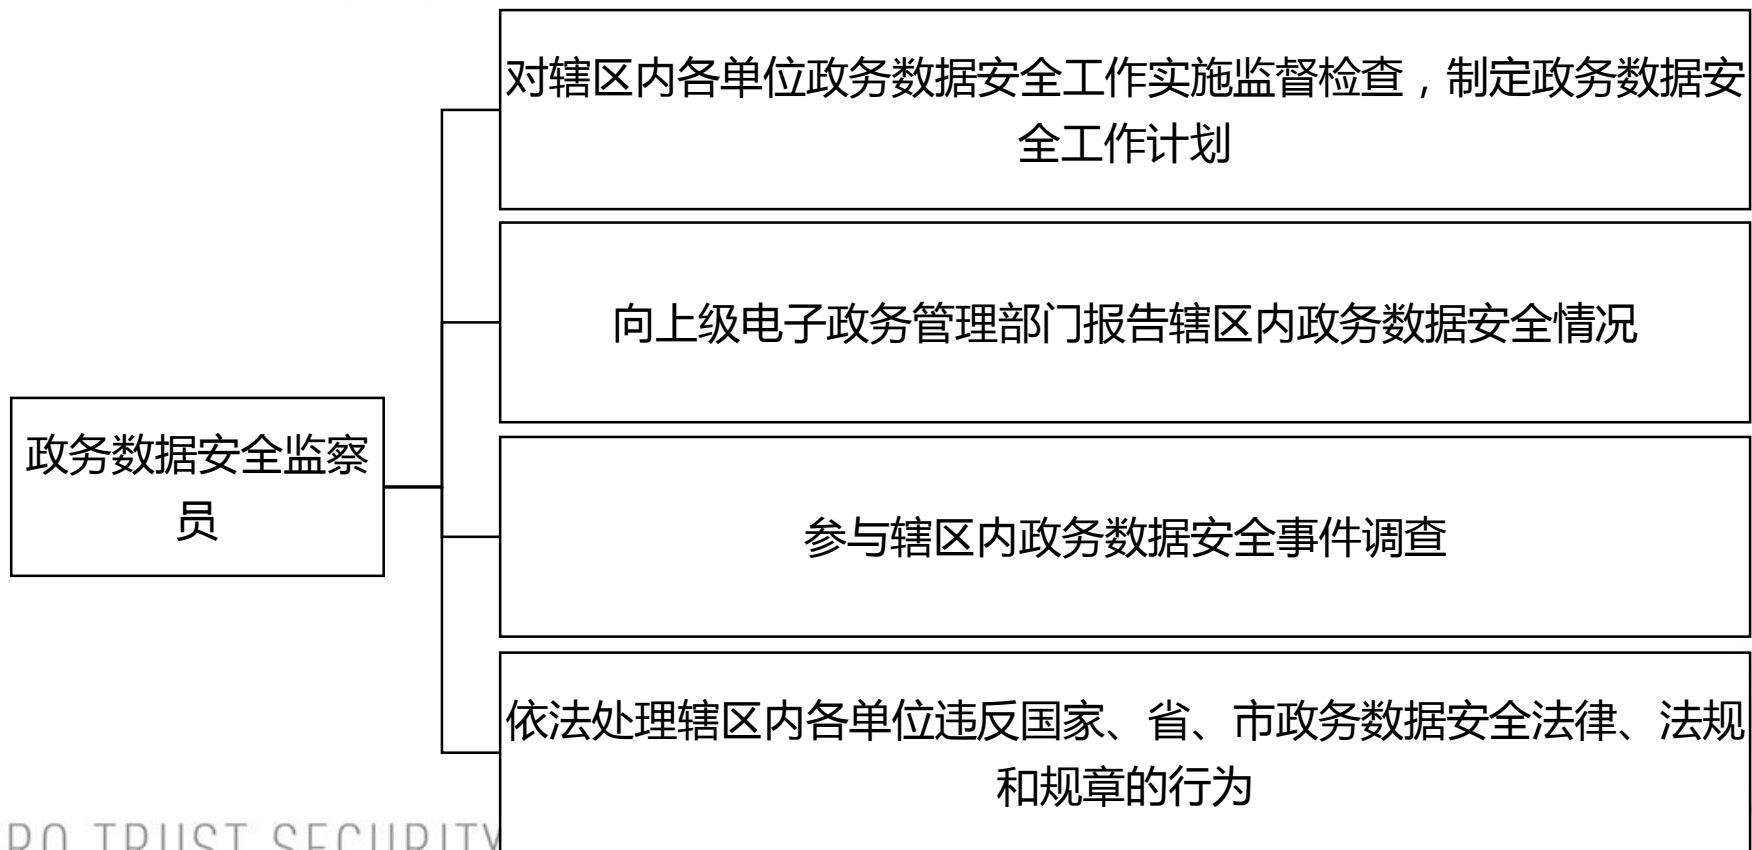 对辖区内各单位政务数据安全工作实施监督检查，制定政务数据安
全工作计划
向上级电子政务管理部门报告辖区内政务数据安全情况
政务数据安全监察
员
参与辖区内政务数据安全事件调查
依法处理辖区内各单位违反国家、省、市政务数据安全法律、法规
和规章的行为
RO TRUST SECURITY